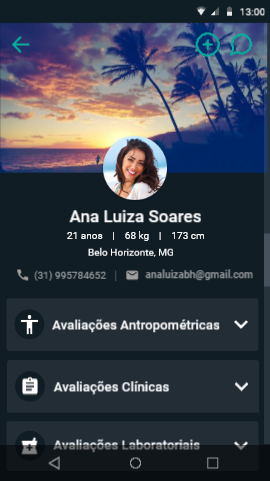 13:00
Ana Luiza Soares
21 anos | 68 kg | 173 cm
Belo Horizonte, MG
(31) 995784652 | analuizabh@gmail.com
Avaliações Antropométricas
Avaliações Clínicas
Avaliações Laboratoriais